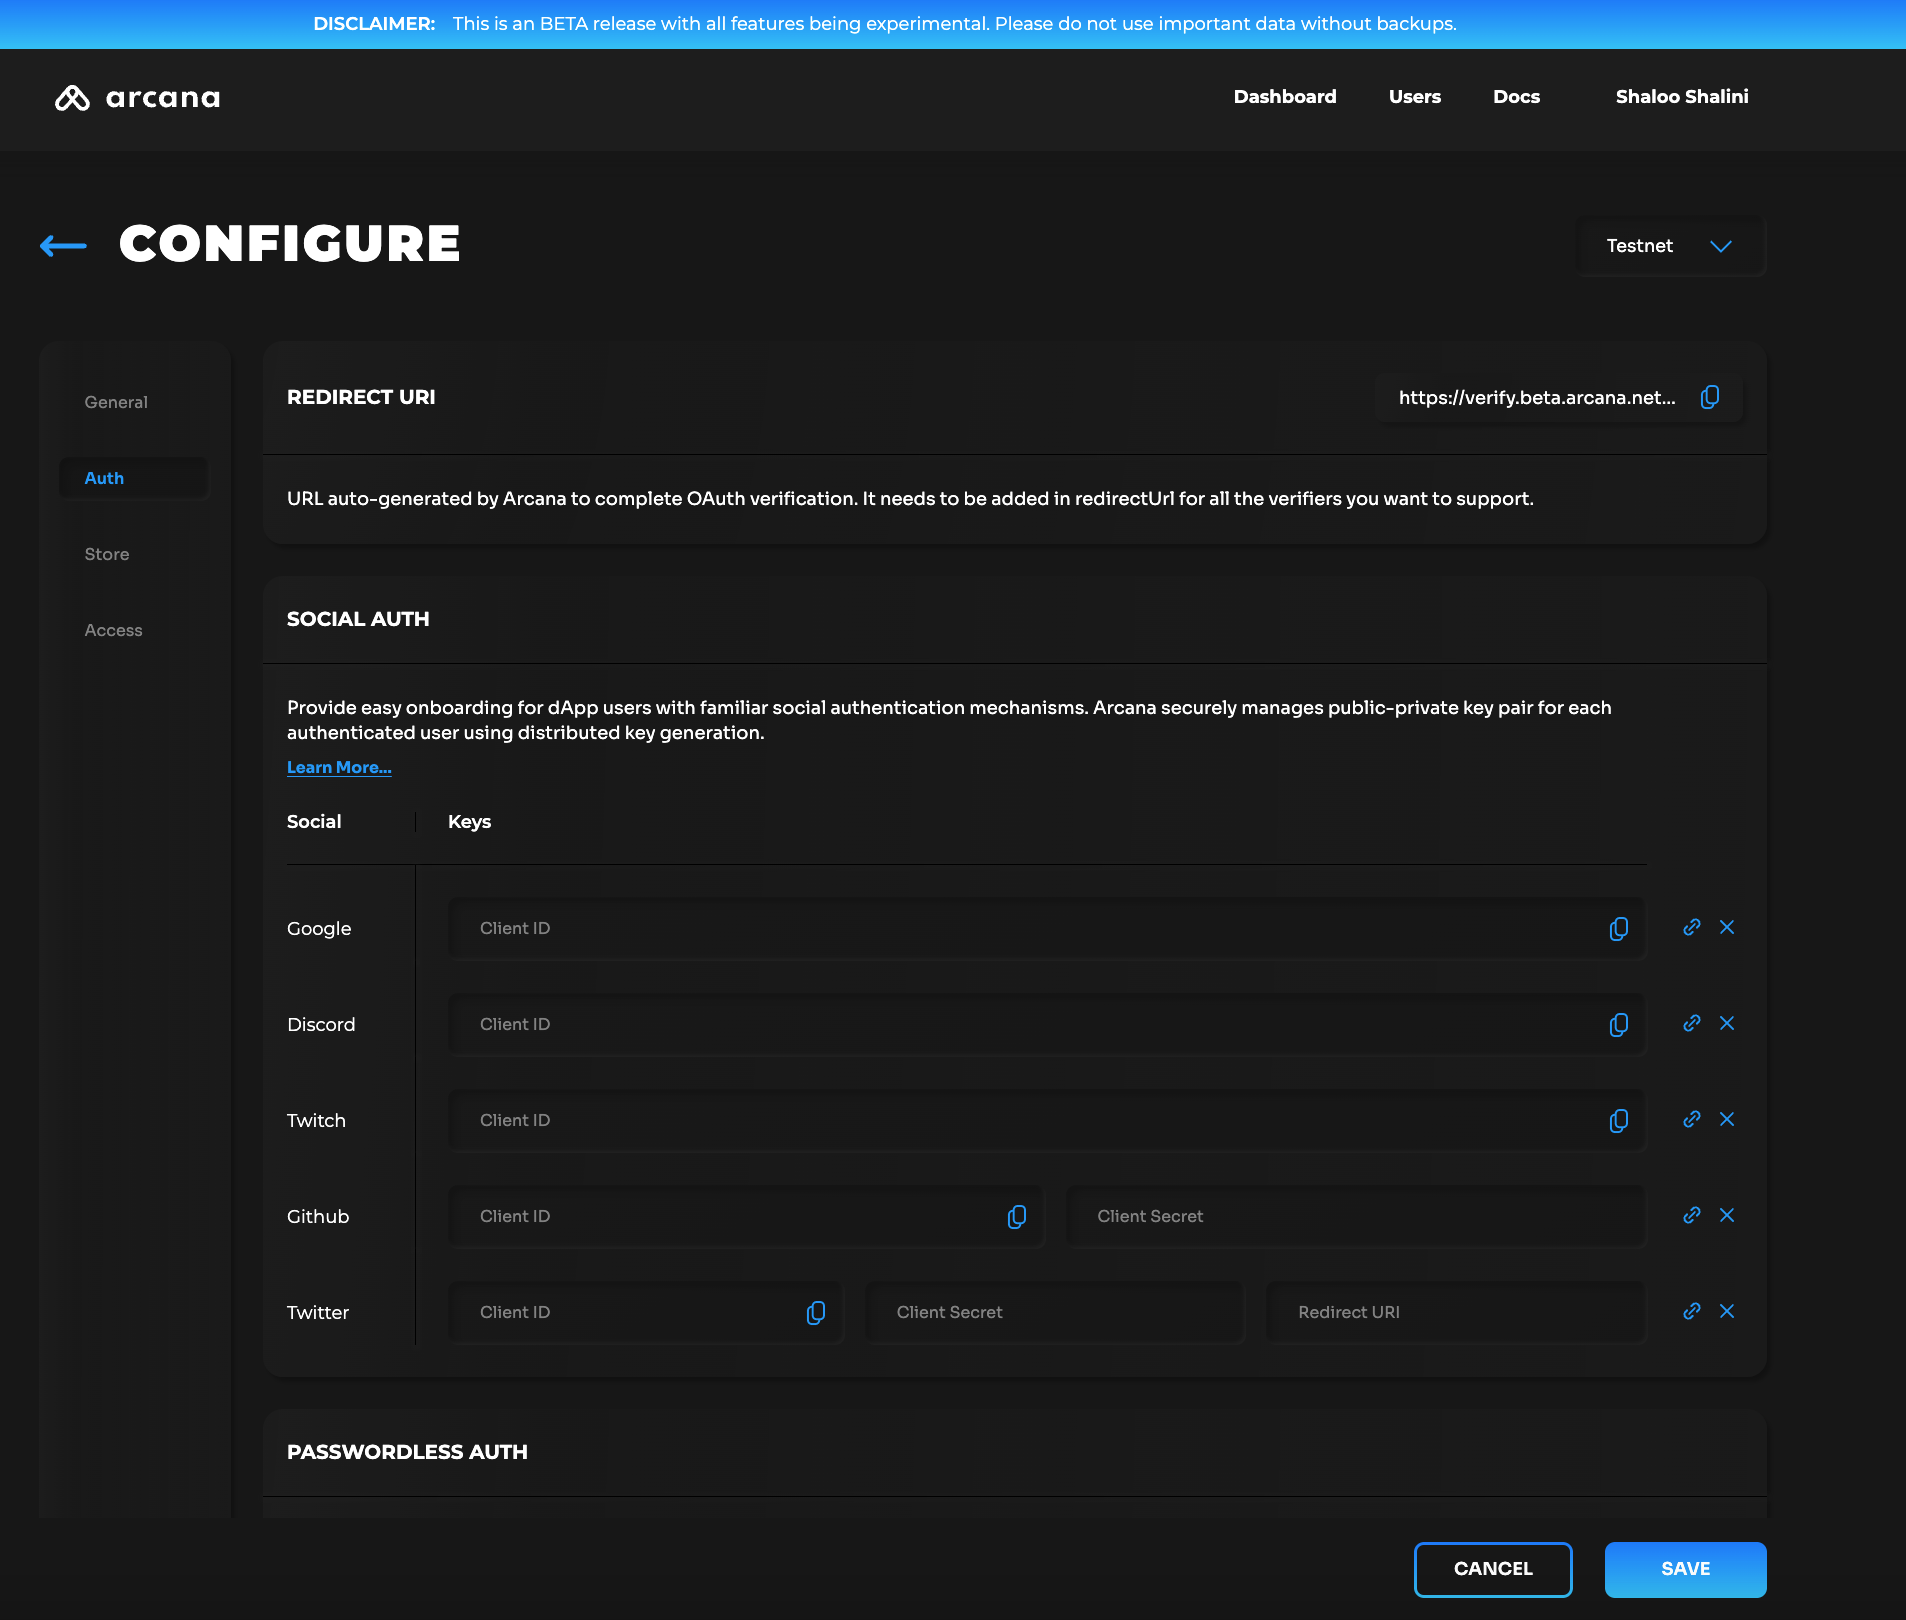 DISCLAIMER: This is an BETA release with all features being experimental. Please do not use important data without backups.
arcana
Dashboard Users Docs Shaloo Shalini
CONFIGURE
Testnet
General
Auth
Store
Access
REDIRECT URI
https://verify.beta.arcana.net...
URL auto-generated by Arcana to complete OAuth verification. It needs to be added in redirectUrl for all the verifiers you want to support.
SOCIAL AUTH
Provide easy onboarding for dApp users with familiar social authentication mechanisms. Arcana securely manages public-private key pair for each
authenticated user using distributed key generation.
Learn More...
Social Keys
Google Client ID
Discord Client ID
Twitch Client ID
Github Client ID Client Secret
Twitter Client ID Client Secret Redirect URI
PASSWORDLESS AUTH
CANCEL SAVE